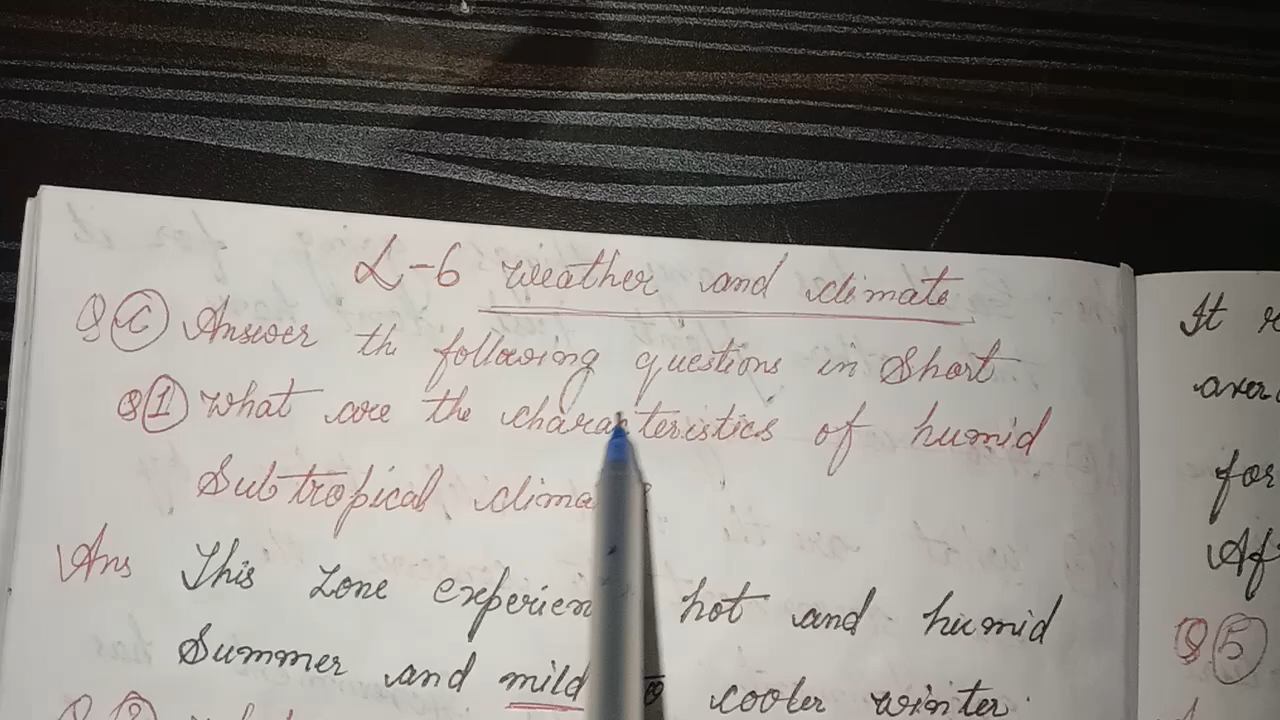 L-6 weather and climate
Q C Answer the following questions in Short
Q 1 What are the characteristics of humid
Subtropical clima
Ans This zone experien hot and humid
Summer and mild cooler winter.
It
for
Af
Q 5